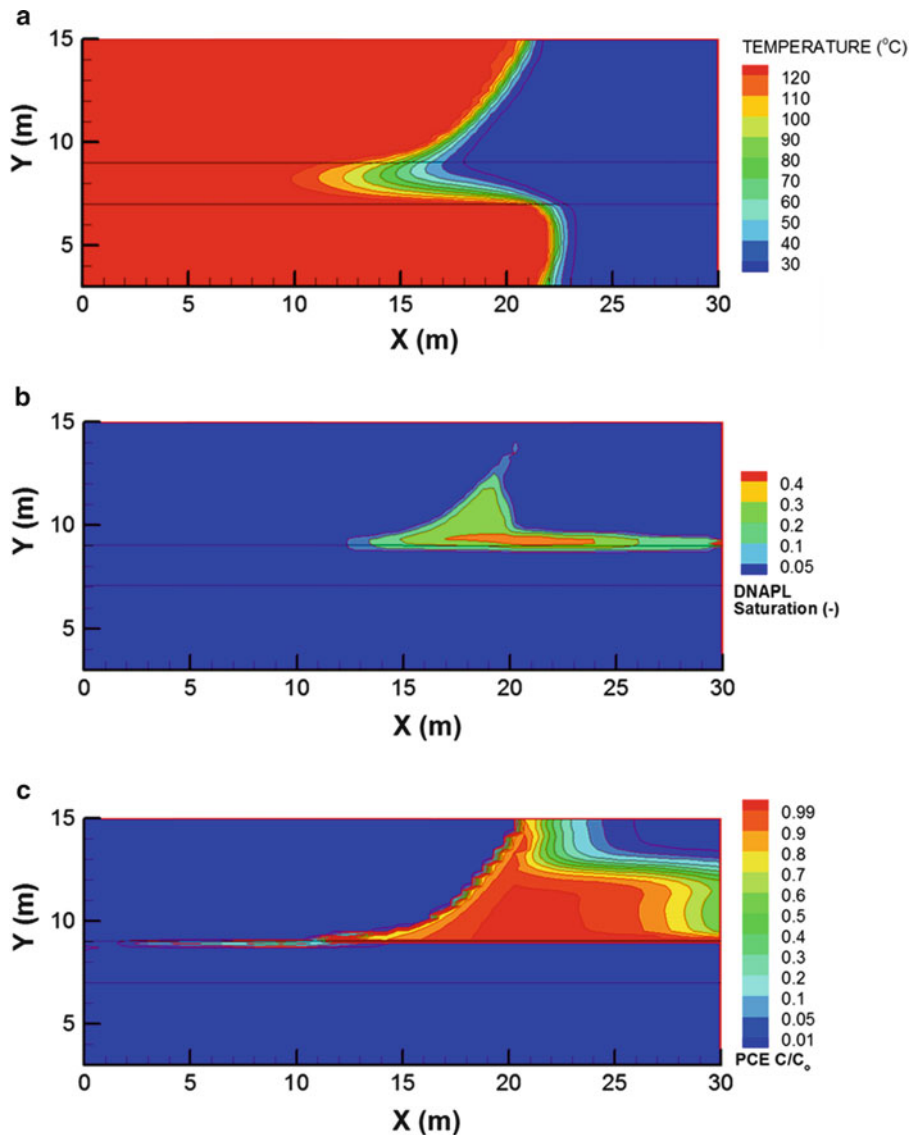 a
15
10
5
Y (m)
0 5 10 15 20 25 30
X (m)
TEMPERATURE (°C)
120
110
100
90
80
70
60
50
40
30
b
15
10
5
Y (m)
0 5 10 15 20 25 30
X (m)
0.4
0.3
0.2
0.1
0.05
DNAPL
Saturation (-)
c
15
10
5
Y (m)
0 5 10 15 20 25 30
X (m)
0.99
0.9
0.8
0.7
0.6
0.5
0.4
0.3
0.2
0.1
0.05
0.01
PCE C/Co